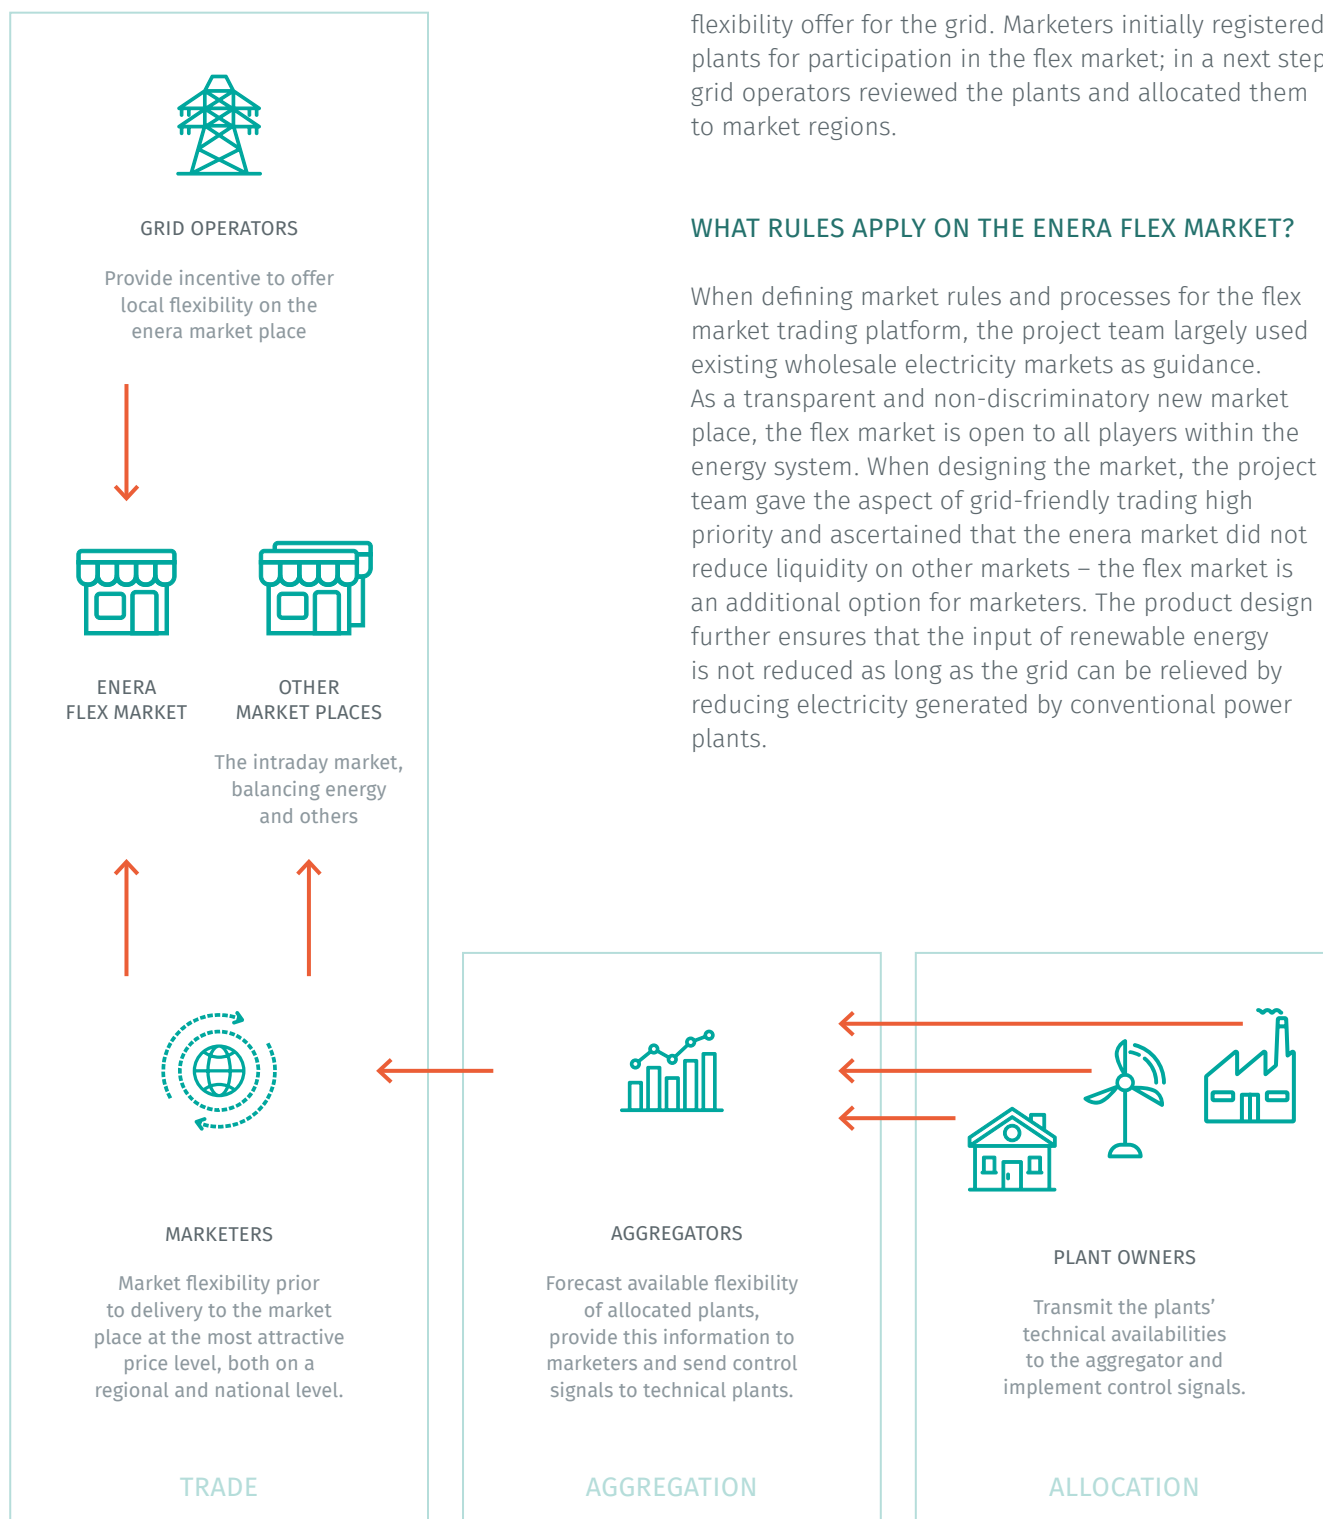 flexibility offer for the grid. Marketers initially registered
plants for participation in the flex market; in a next step
grid operators reviewed the plants and allocated them
to market regions.
WHAT RULES APPLY ON THE ENERA FLEX MARKET?
When defining market rules and processes for the flex
market trading platform, the project team largely used
existing wholesale electricity markets as guidance.
As a transparent and non-discriminatory new market
place, the flex market is open to all players within the
energy system. When designing the market, the project
team gave the aspect of grid-friendly trading high
priority and ascertained that the enera market did not
reduce liquidity on other markets – the flex market is
an additional option for marketers. The product design
further ensures that the input of renewable energy
is not reduced as long as the grid can be relieved by
reducing electricity generated by conventional power
plants.
GRID OPERATORS
Provide incentive to offer
local flexibility on the
enera market place
ENERA
FLEX MARKET
OTHER
MARKET PLACES
The intraday market,
balancing energy
and others
MARKETERS
Market flexibility prior
to delivery to the market
place at the most attractive
price level, both on a
regional and national level.
TRADE
AGGREGATORS
Forecast available flexibility
of allocated plants,
provide this information to
marketers and send control
signals to technical plants.
AGGREGATION
PLANT OWNERS
Transmit the plants’
technical availabilities
to the aggregator and
implement control signals.
ALLOCATION